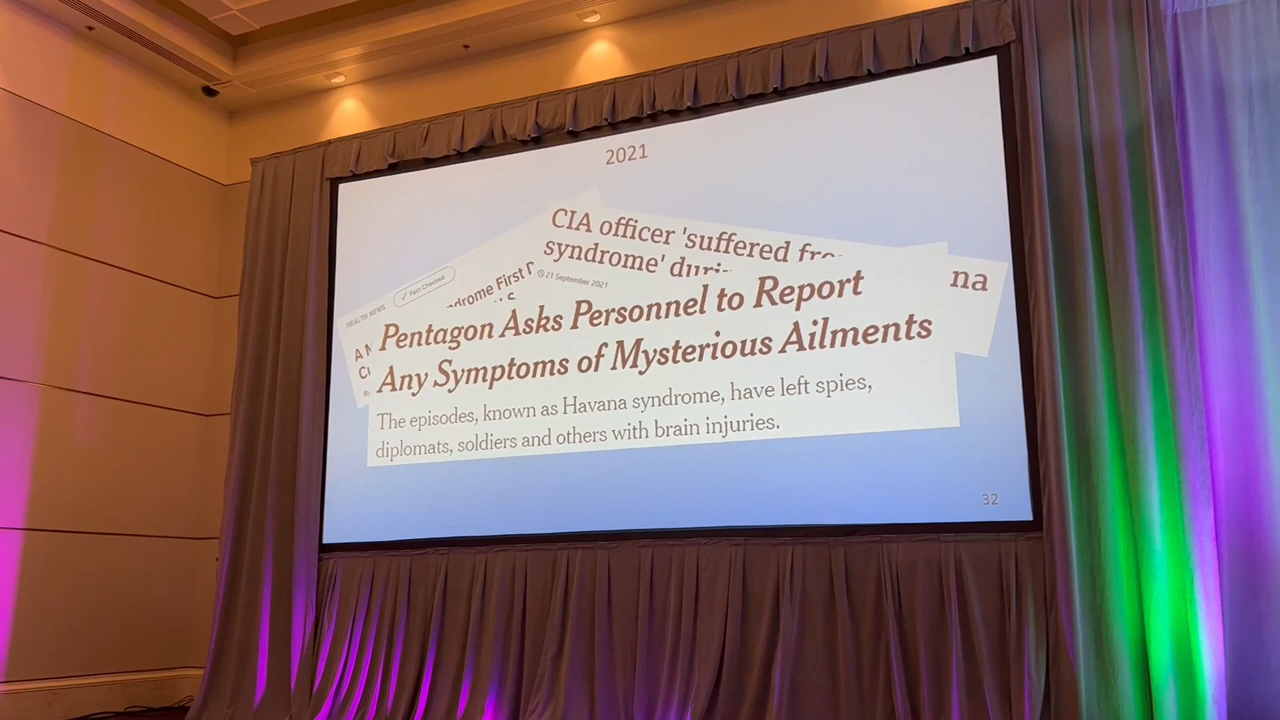 2021
CIA officer 'suffered
syndrome'
na
21 September 2021
HEALTH NEWS
Fact Checked
drome First
Pentagon Asks Personnel to Report
Any Symptoms of Mysterious Ailments
The episodes, known as Havana syndrome, have left spies,
diplomats, soldiers and others with brain injuries.
32